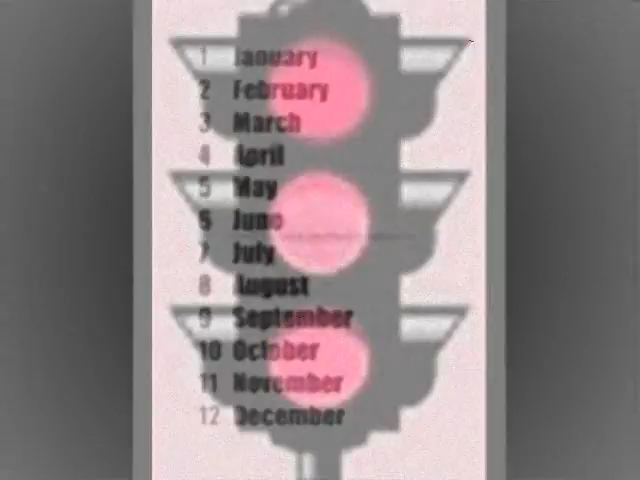 1 January
2 February
3 March
4 April
5 May
6 June
7 July
8 August
9 September
10 October
11 November
12 December